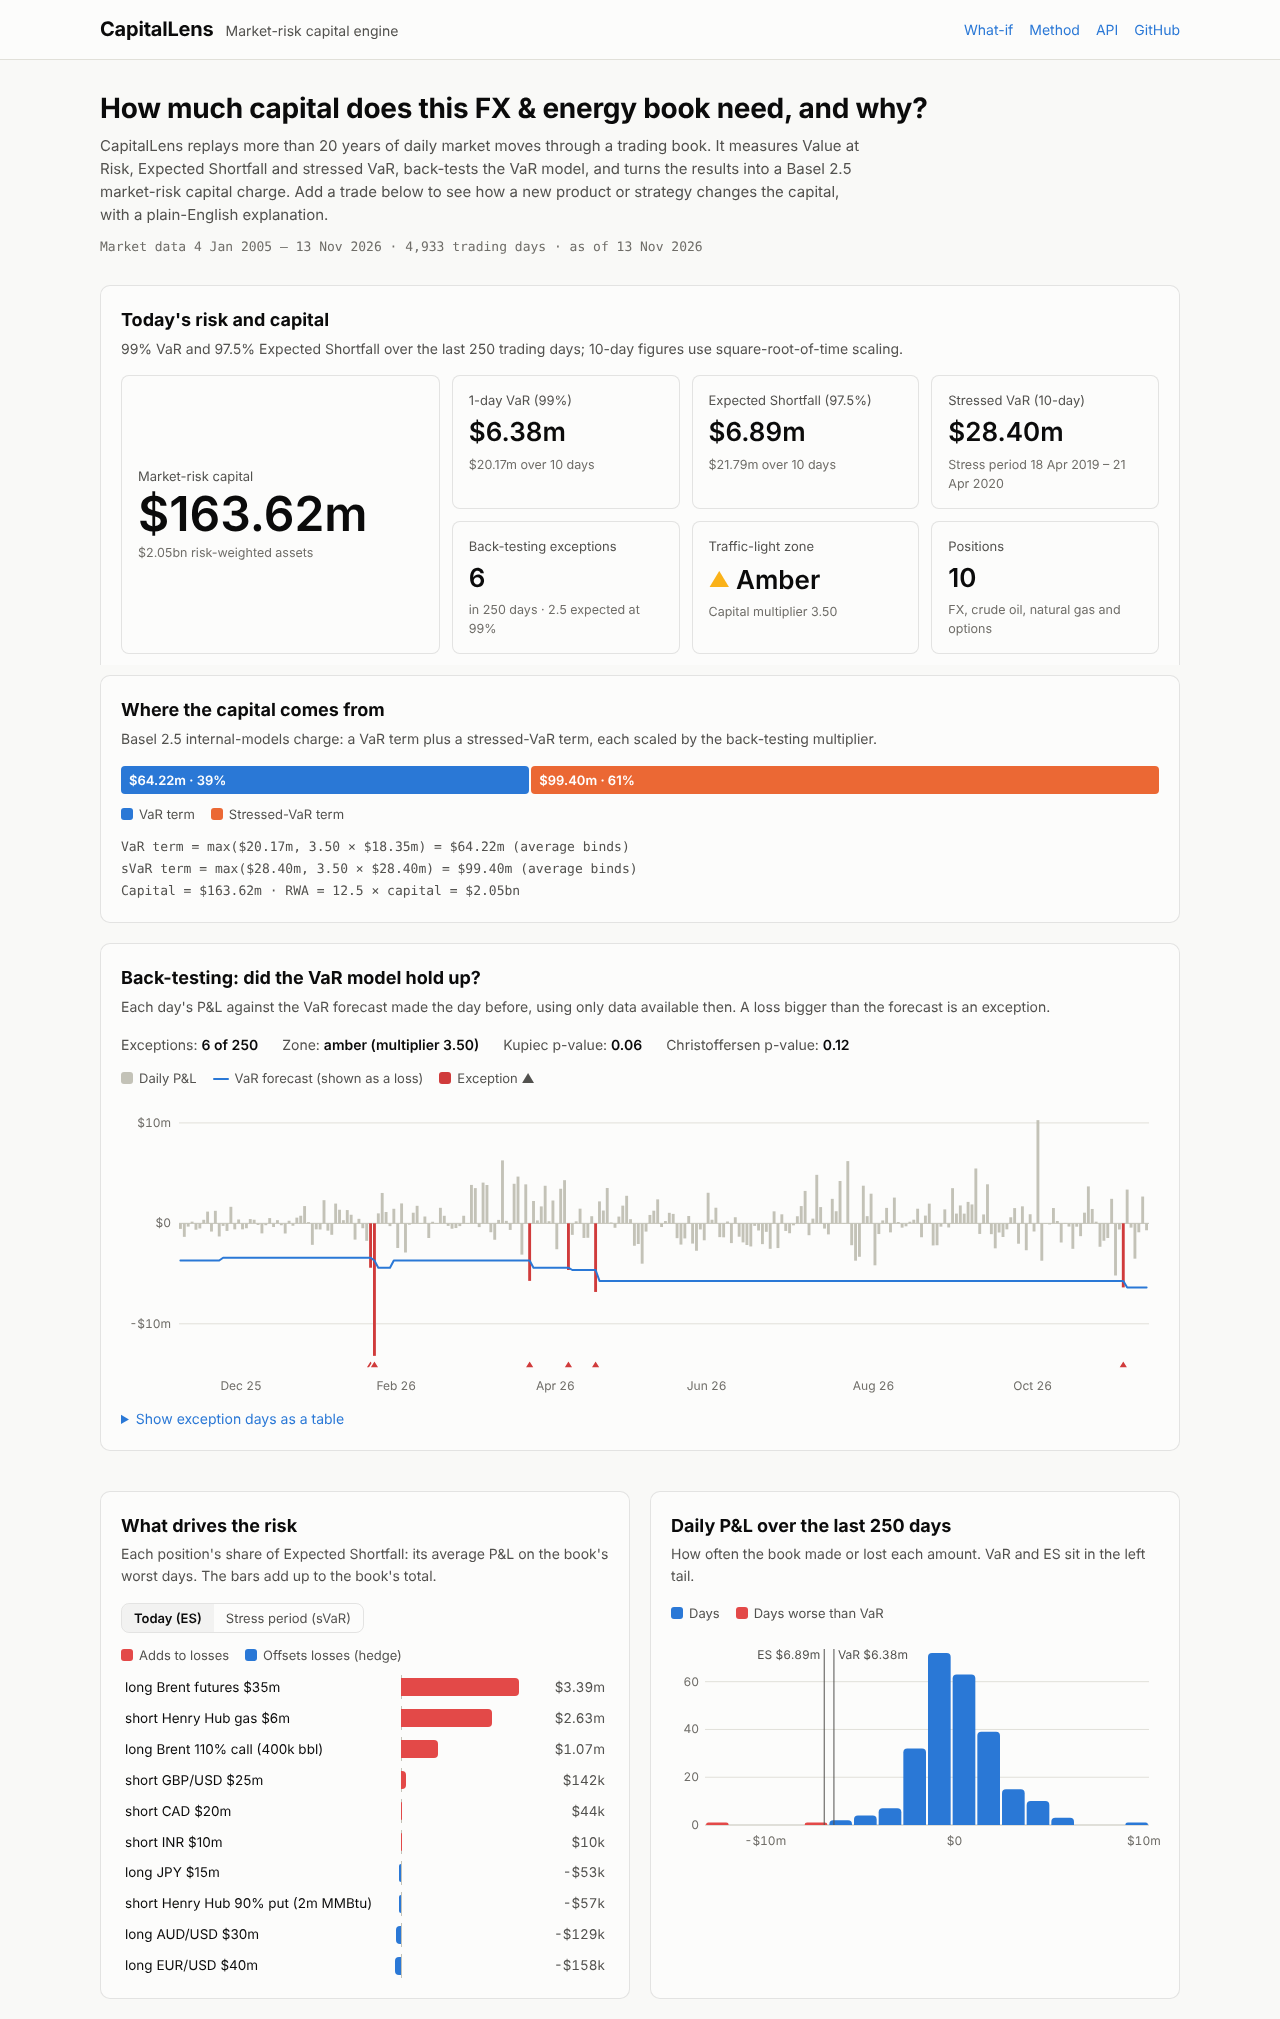 CapitalLens Market-risk capital engine
What-if Method API GitHub
How much capital does this FX & energy book need, and why?
CapitalLens replays more than 20 years of daily market moves through a trading book. It measures Value at
Risk, Expected Shortfall and stressed VaR, back-tests the VaR model, and turns the results into a Basel 2.5
market-risk capital charge. Add a trade below to see how a new product or strategy changes the capital,
with a plain-English explanation.
Market data 4 Jan 2005 – 13 Nov 2026 · 4,933 trading days · as of 13 Nov 2026
Today's risk and capital
99% VaR and 97.5% Expected Shortfall over the last 250 trading days; 10-day figures use square-root-of-time scaling.
Market-risk capital
$163.62m
$2.05bn risk-weighted assets
1-day VaR (99%)
$6.38m
$20.17m over 10 days
Expected Shortfall (97.5%)
$6.89m
$21.79m over 10 days
Stressed VaR (10-day)
$28.40m
Stress period 18 Apr 2019 – 21
Apr 2020
Back-testing exceptions
6
in 250 days · 2.5 expected at
99%
Traffic-light zone
Amber
Capital multiplier 3.50
Positions
10
FX, crude oil, natural gas and
options
Where the capital comes from
Basel 2.5 internal-models charge: a VaR term plus a stressed-VaR term, each scaled by the back-testing multiplier.
$64.22m · 39%
$99.40m · 61%
VaR term
Stressed-VaR term
VaR term = max($20.17m, 3.50 × $18.35m) = $64.22m (average binds)
sVaR term = max($28.40m, 3.50 × $28.40m) = $99.40m (average binds)
Capital = $163.62m · RWA = 12.5 × capital = $2.05bn
Back-testing: did the VaR model hold up?
Each day's P&L against the VaR forecast made the day before, using only data available then. A loss bigger than the forecast is an exception.
Exceptions: 6 of 250 Zone: amber (multiplier 3.50) Kupiec p-value: 0.06 Christoffersen p-value: 0.12
Daily P&L VaR forecast (shown as a loss) Exception ▲
$10m
$0
-$10m
Dec 25 Feb 26 Apr 26 Jun 26 Aug 26 Oct 26
▶ Show exception days as a table
What drives the risk
Each position's share of Expected Shortfall: its average P&L on the book's
worst days. The bars add up to the book's total.
Today (ES) Stress period (sVaR)
Adds to losses Offsets losses (hedge)
long Brent futures $35m $3.39m
short Henry Hub gas $6m $2.63m
long Brent 110% call (400k bbl) $1.07m
short GBP/USD $25m $142k
short CAD $20m $44k
short INR $10m $10k
long JPY $15m -$53k
short Henry Hub 90% put (2m MMBtu) -$57k
long AUD/USD $30m -$129k
long EUR/USD $40m -$158k
Daily P&L over the last 250 days
How often the book made or lost each amount. VaR and ES sit in the left
tail.
Days Days worse than VaR
ES $6.89m VaR $6.38m
60
40
20
0
-$10m $0 $10m